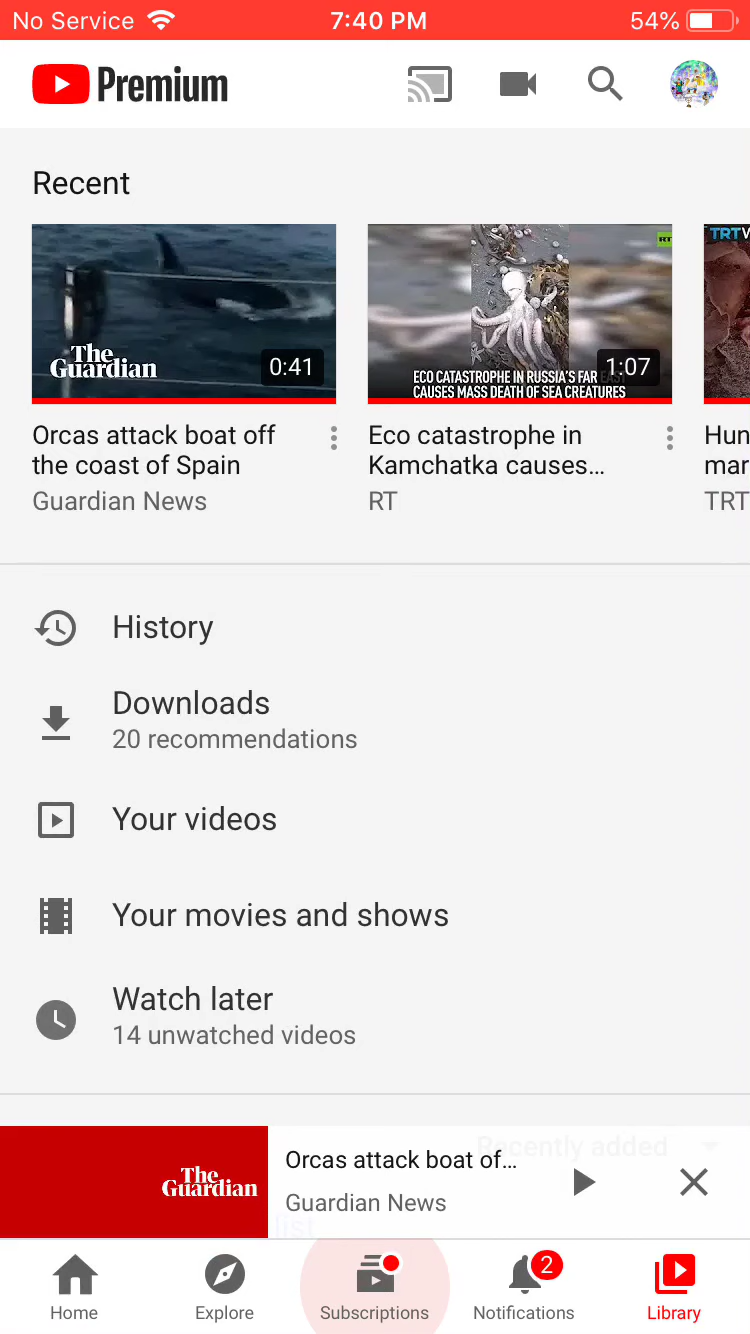 No Service 7:40 PM 54%
Premium
Recent
The
Guardian
0:41
RT
ECO CATASTROPHE IN RUSSIA'S FAR EAST
CAUSES MASS DEATH OF SEA CREATURES
1:07
TRT
Orcas attack boat off
the coast of Spain
Guardian News
Eco catastrophe in
Kamchatka causes...
RT
Hun
mar
TRT
History
Downloads
20 recommendations
Your videos
Your movies and shows
Watch later
14 unwatched videos
Recently added
The
Guardian
Orcas attack boat of...
Guardian News
list
Home
Explore
Subscriptions
2
Notifications
Library